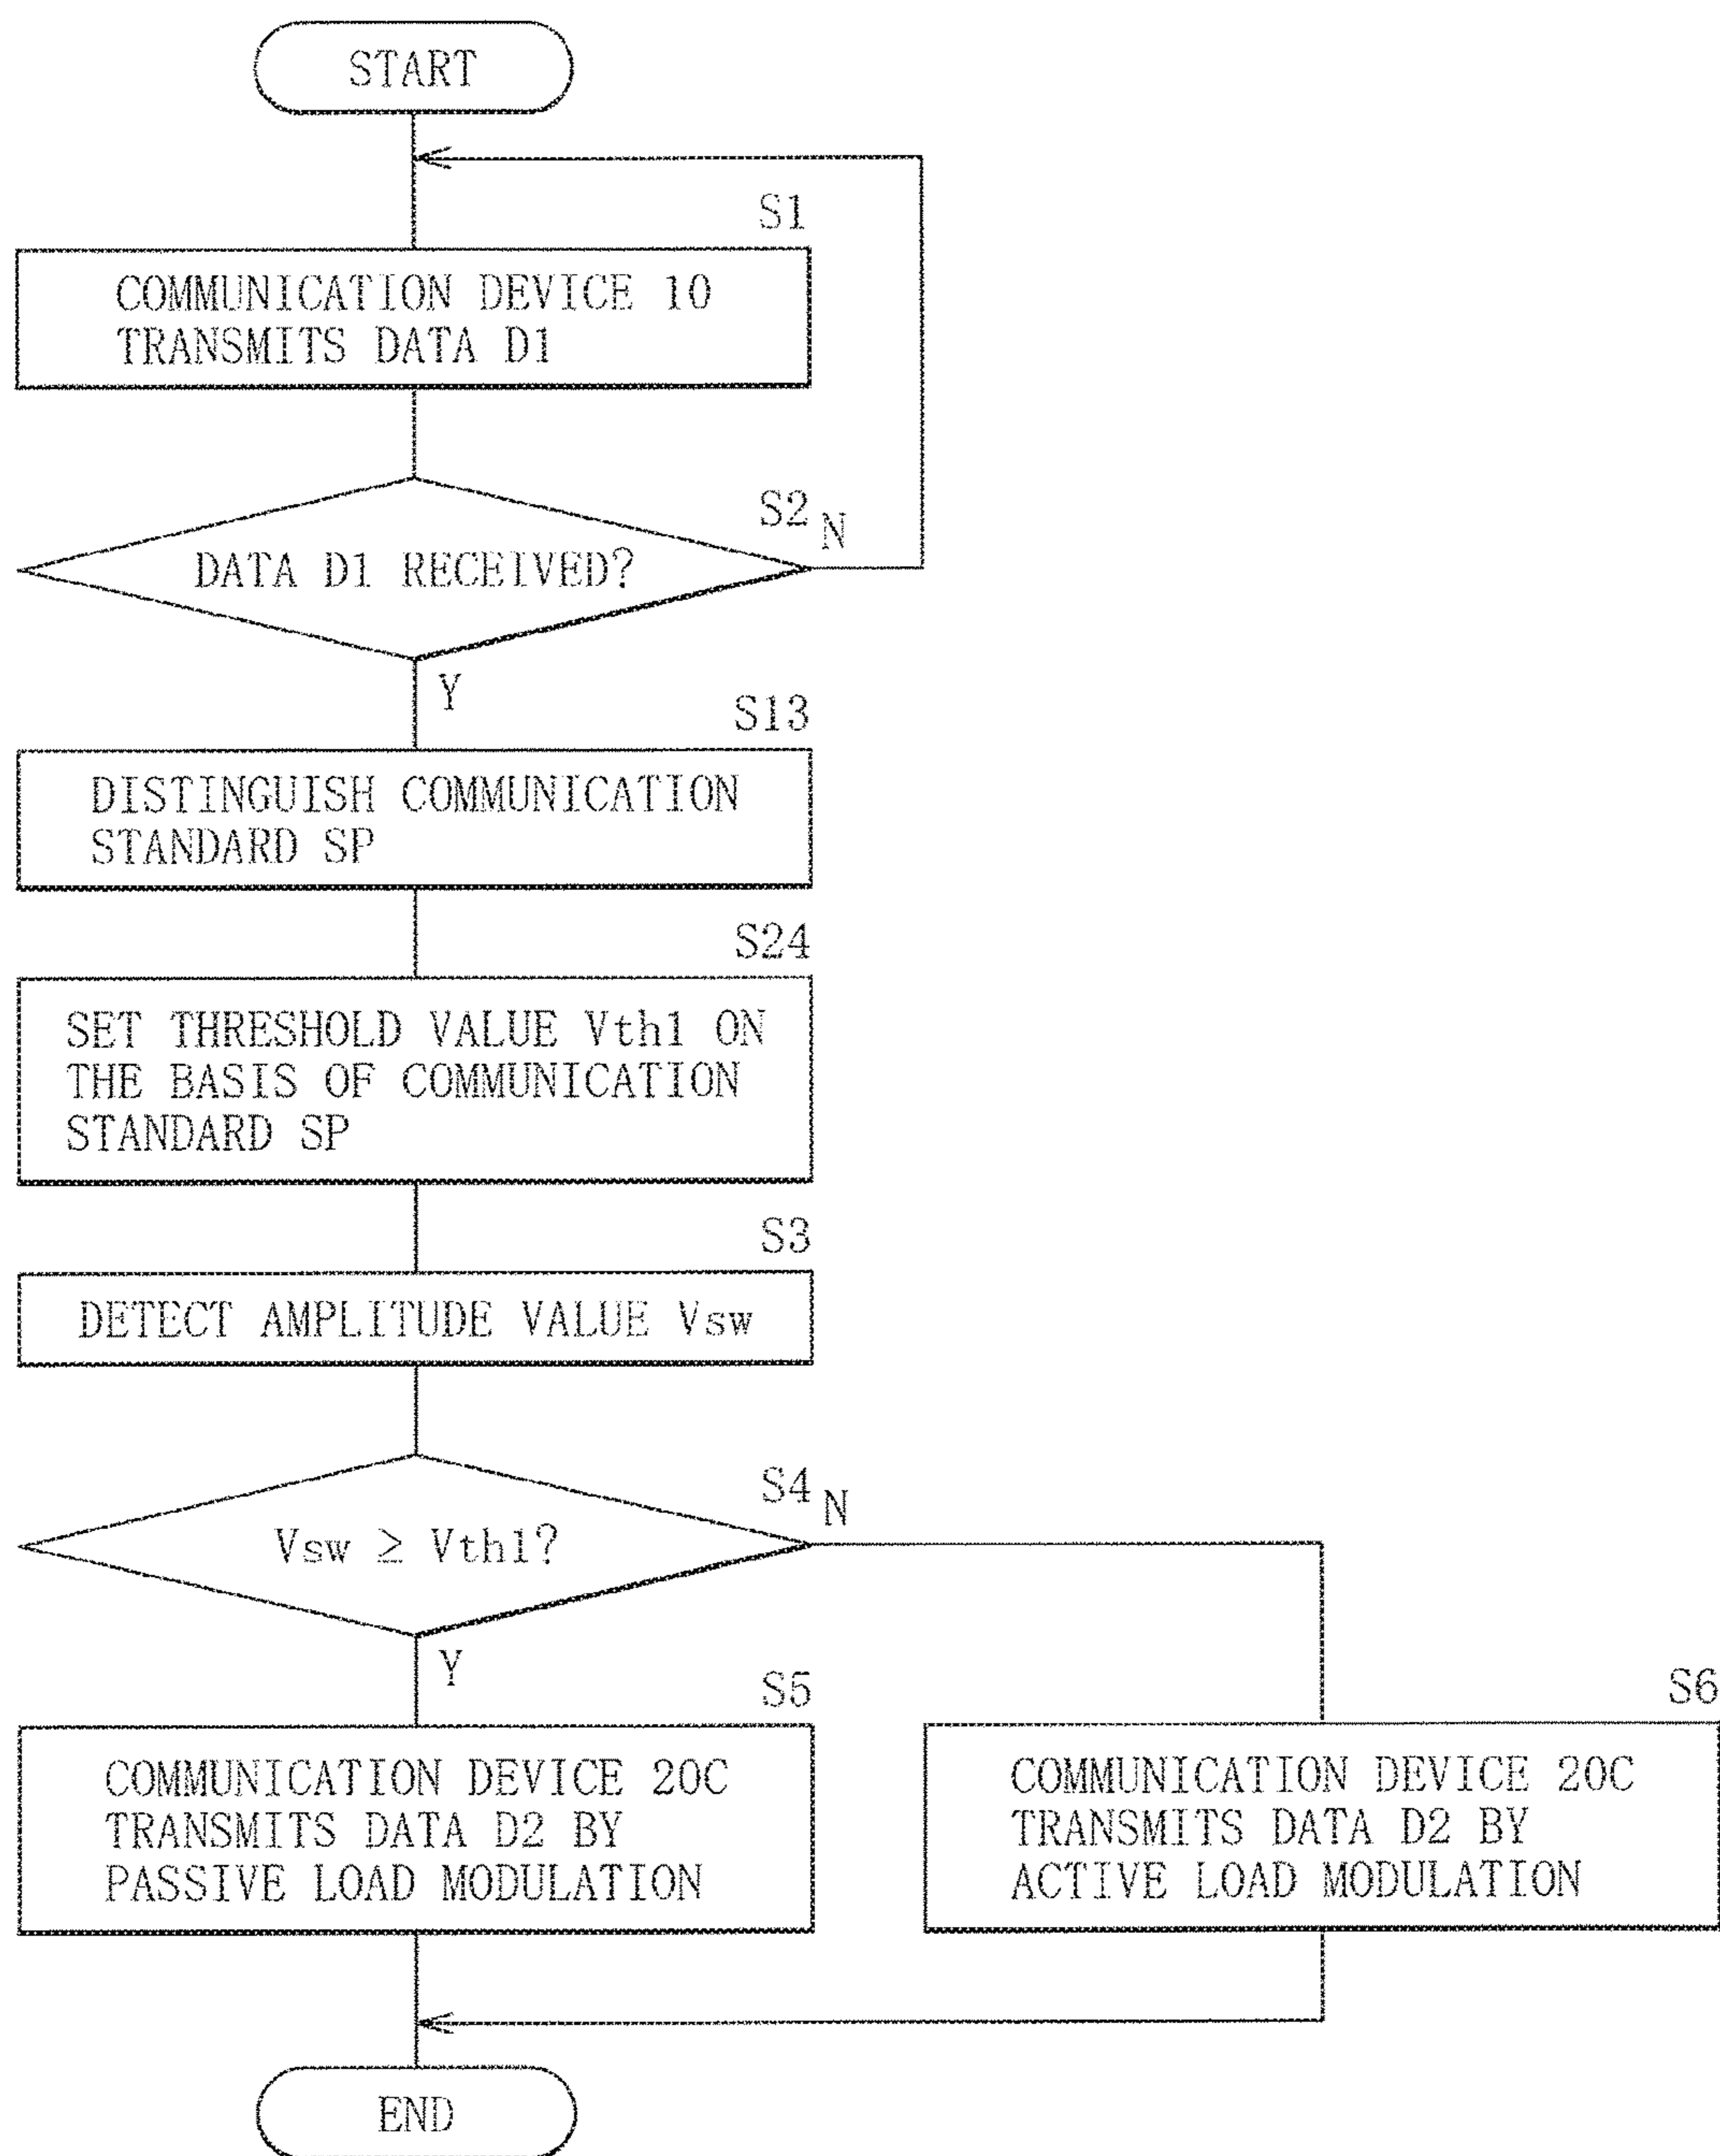 START
S1
COMMUNICATION DEVICE 10
TRANSMITS DATA D1
S2
N
DATA D1 RECEIVED?
Y
S13
DISTINGUISH COMMUNICATION
STANDARD SP
S24
SET THRESHOLD VALUE Vth1 ON
THE BASIS OF COMMUNICATION
STANDARD SP
S3
DETECT AMPLITUDE VALUE Vsw
S4
N
Vsw ≥ Vth1?
Y
S5
COMMUNICATION DEVICE 20C
TRANSMITS DATA D2 BY
PASSIVE LOAD MODULATION
S6
COMMUNICATION DEVICE 20C
TRANSMITS DATA D2 BY
ACTIVE LOAD MODULATION
END